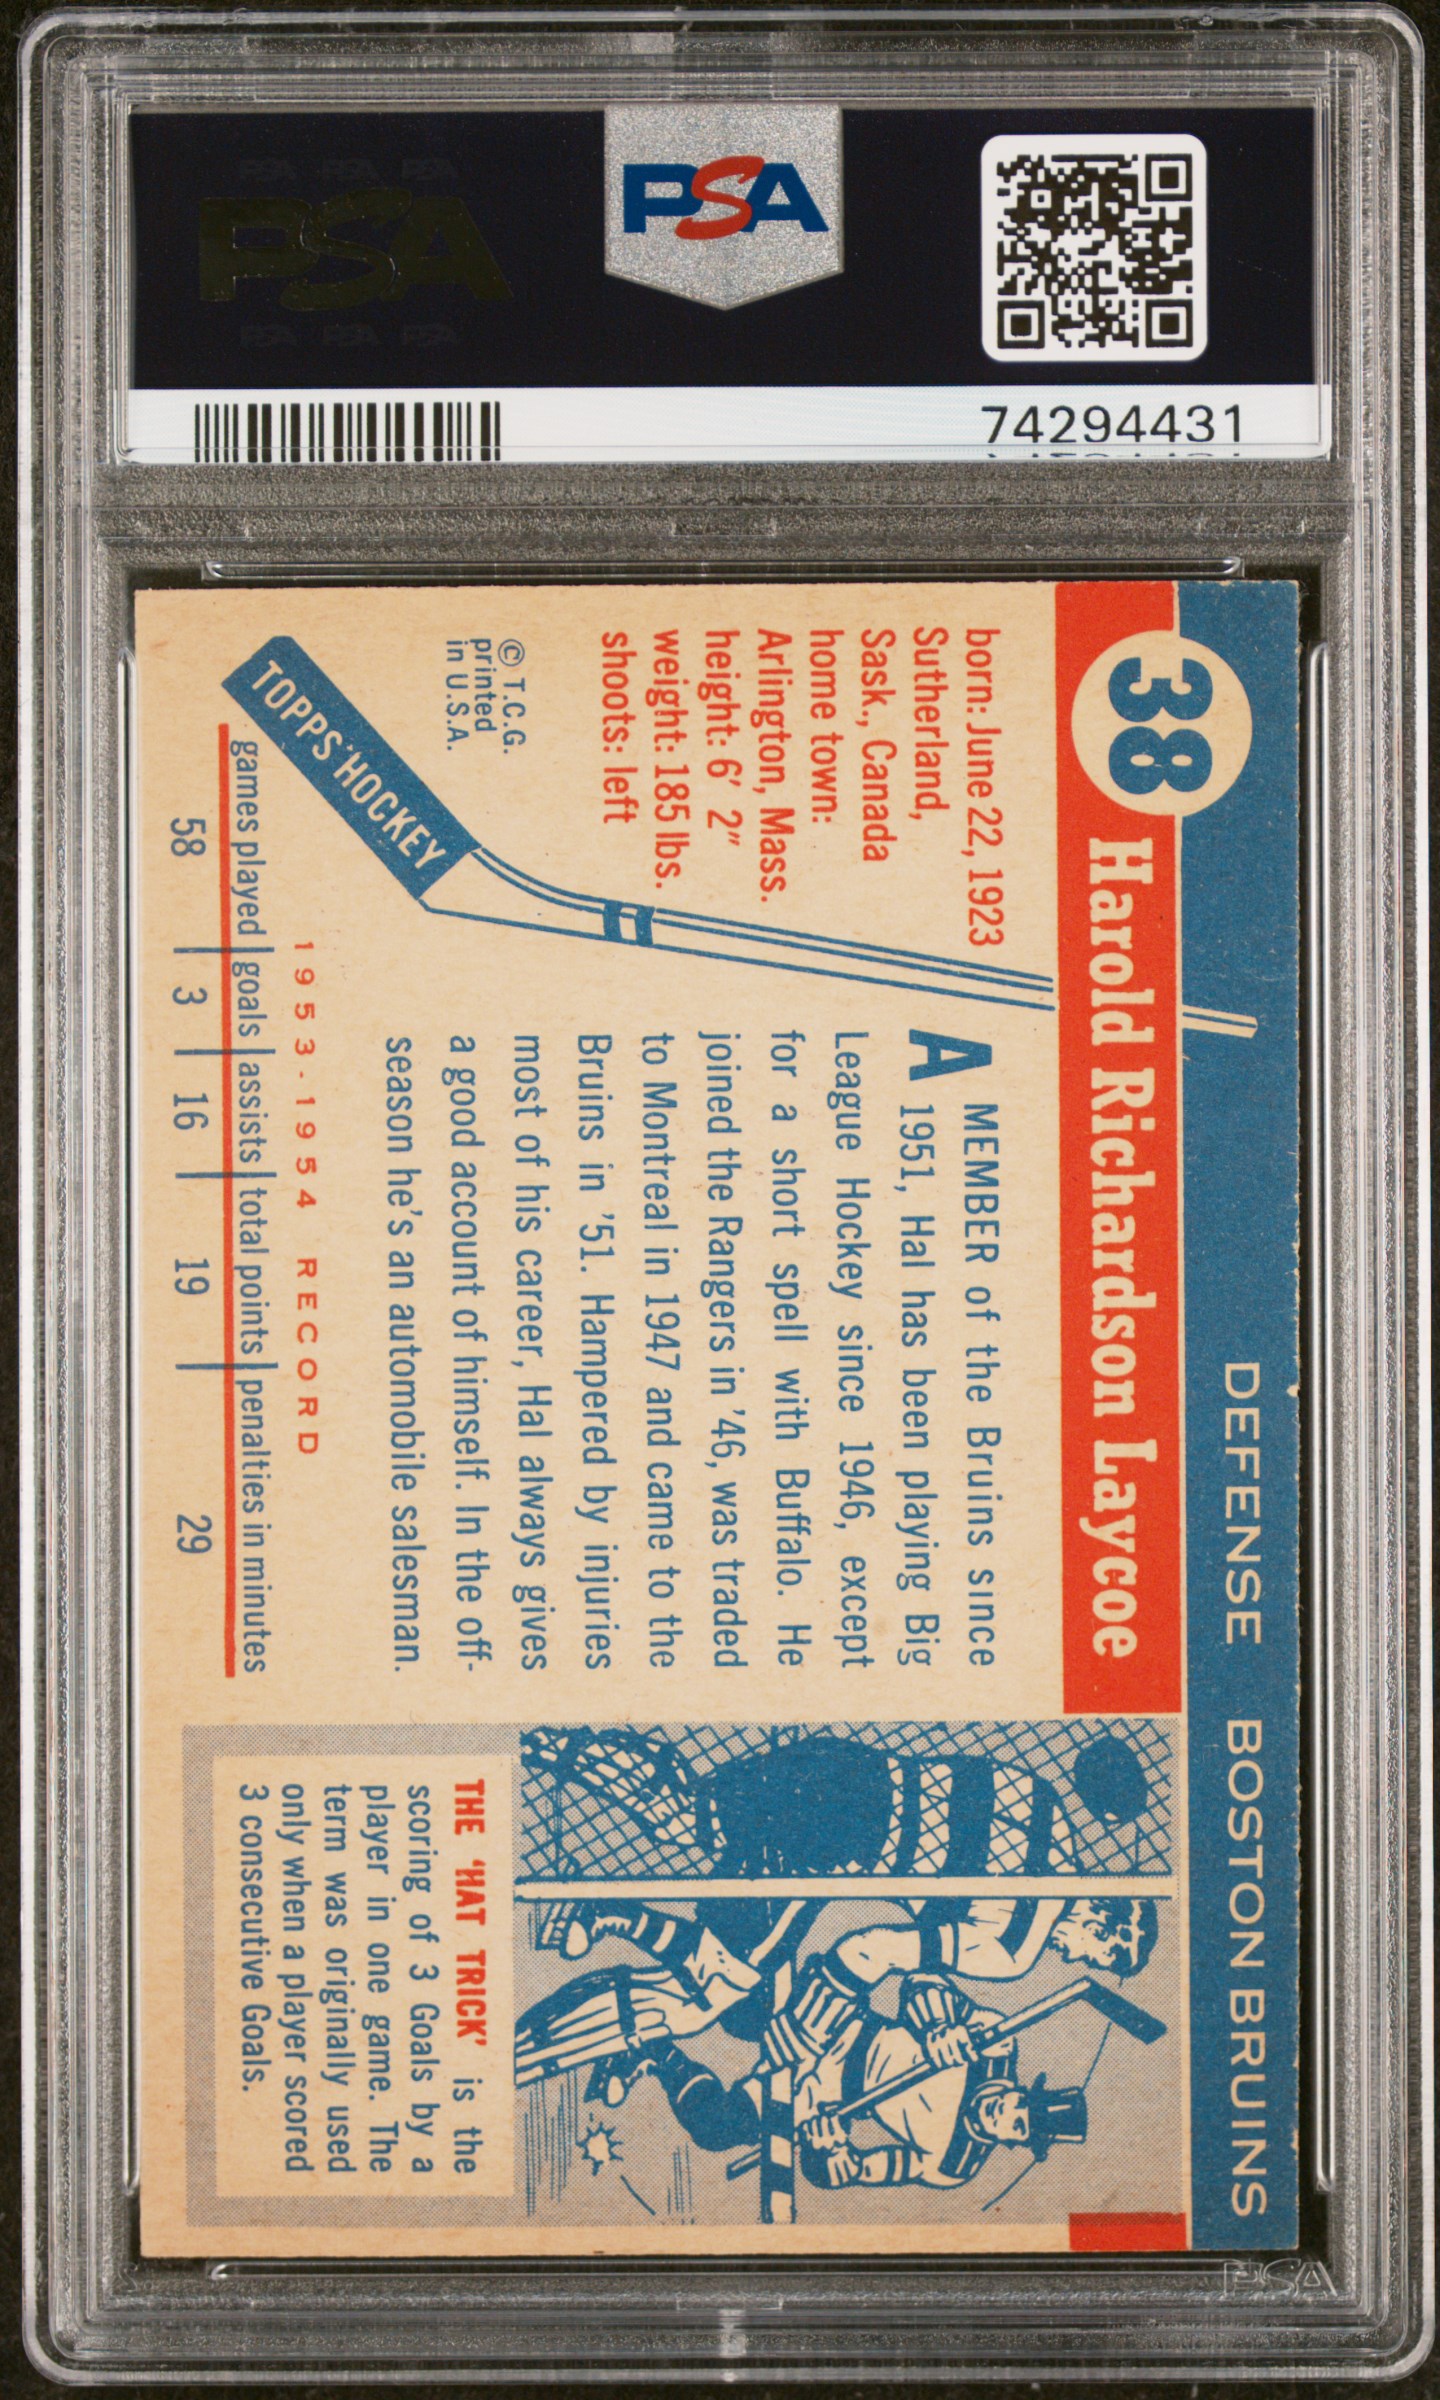 PSA
PSA PSA PSA
PSA
PSA PSA PSA
74294431
38
DEFENSE BOSTON BRUINS
Harold Richardson Laycoe
born: June 22, 1923
Sutherland,
Sask., Canada
home town:
Arlington, Mass.
height: 6' 2"
weight: 185 lbs.
shoots: left
© T.C.G.
printed
in U.S.A.
TOPPS HOCKEY
A MEMBER of the Bruins since
1951, Hal has been playing Big
League Hockey since 1946, except
for a short spell with Buffalo. He
joined the Rangers in '46, was traded
to Montreal in 1947 and came to the
Bruins in '51. Hampered by injuries
most of his career, Hal always gives
a good account of himself. In the off-
season he's an automobile salesman.
1953-1954 RECORD
games played | goals | assists | total points | penalties in minutes
58 | 3 | 16 | 19 | 29
THE 'HAT TRICK' is the
scoring of 3 Goals by a
player in one game. The
term was originally used
only when a player scored
3 consecutive Goals.
PSA